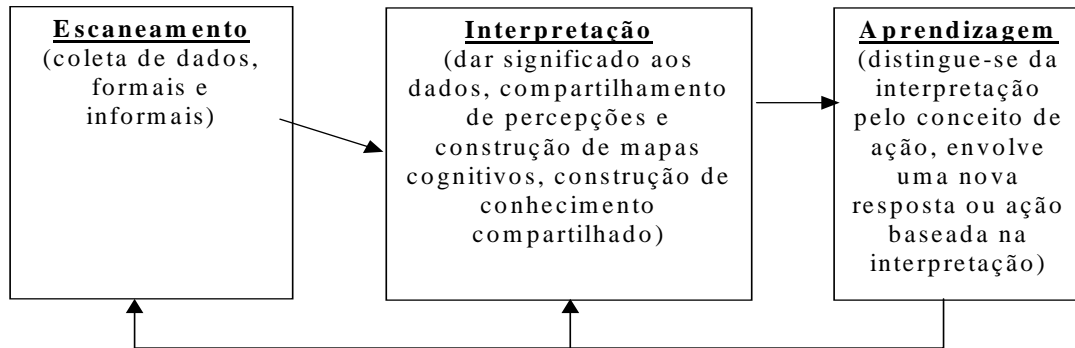 Escaneamento
(coleta de dados,
formais e
informais)
Interpretação
(dar significado aos
dados, compartilhamento
de percepções e
construção de mapas
cognitivos, construção de
conhecimento
compartilhado)
Aprendizagem
(distingue-se da
interpretação
pelo conceito de
ação, envolve
uma nova
resposta ou ação
baseada na
interpretação)